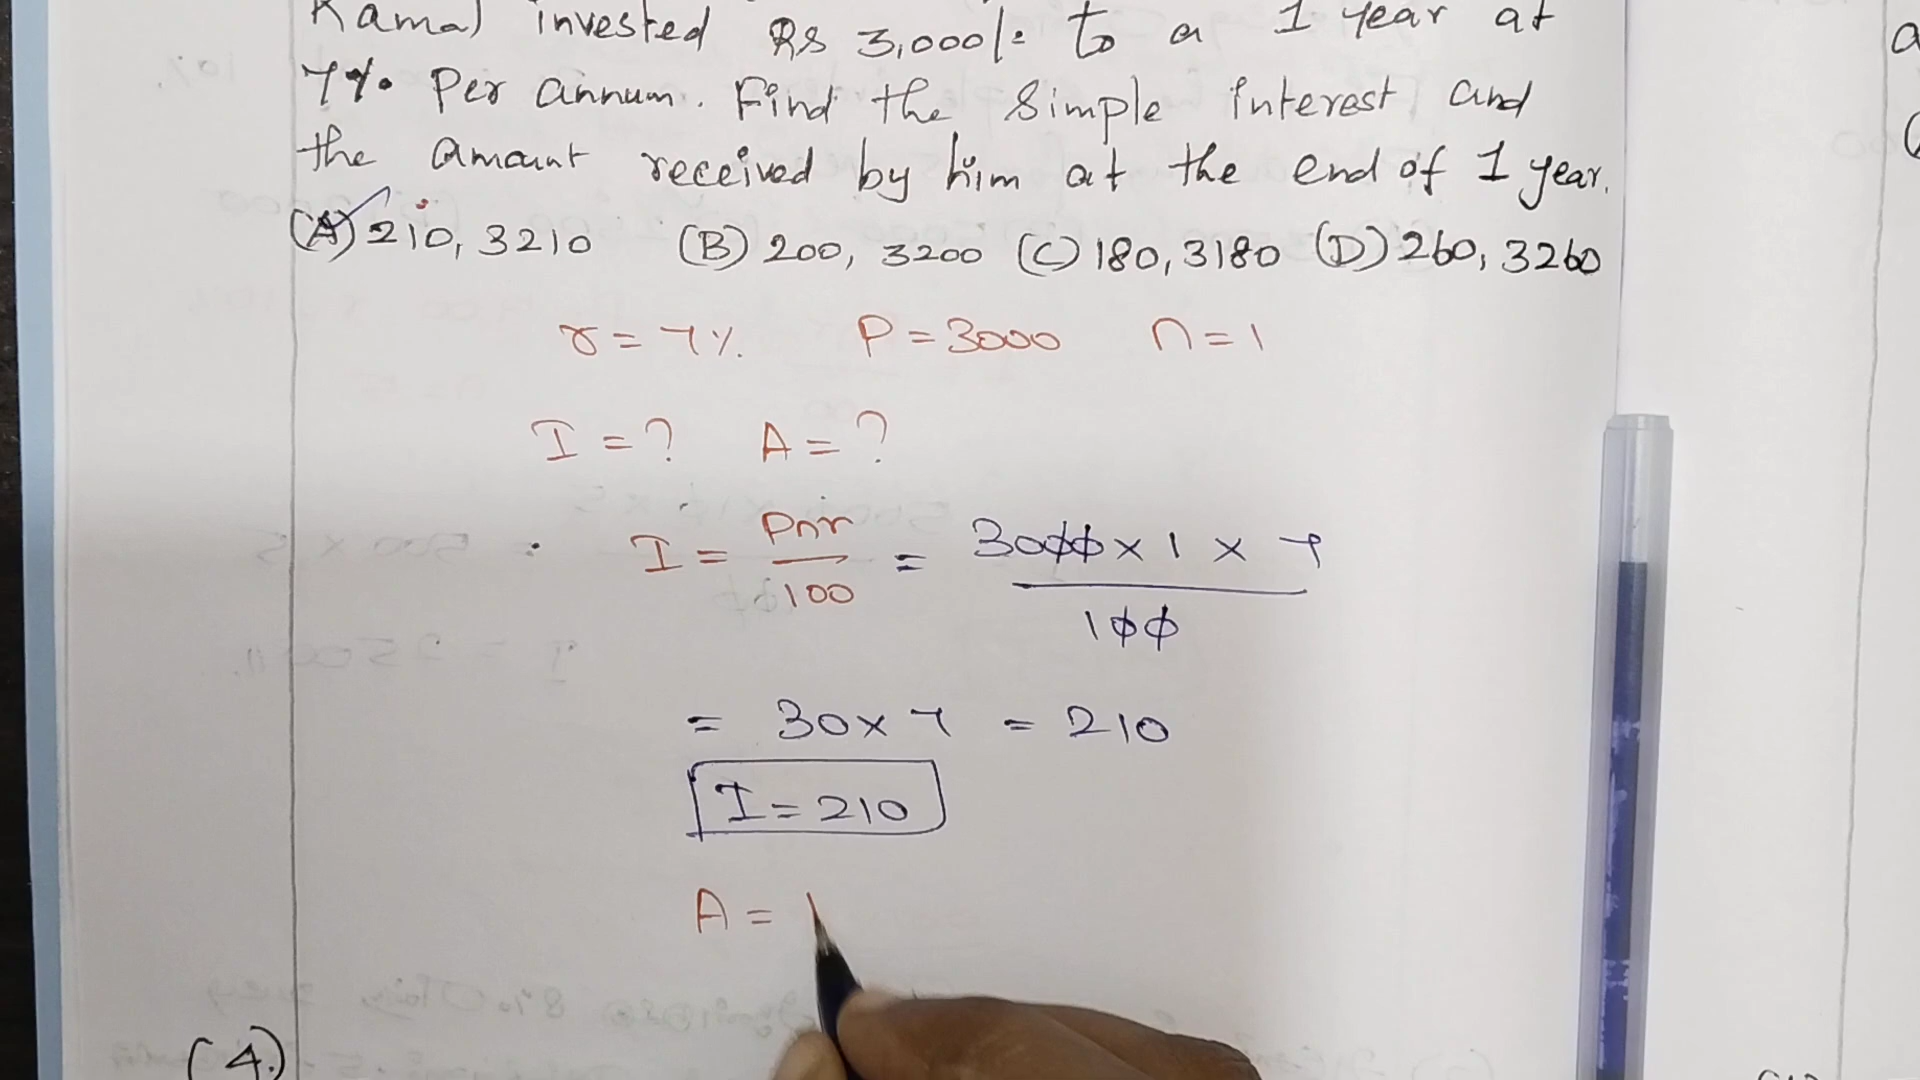 Kamal invested Rs 3,000/- to a 1 year at
7% Per annum. Find the Simple interest and
the amount received by him at the end of 1 year.
(A) 210, 3210 (B) 200, 3200 (C) 180, 3180 (D) 260, 3260
r = 7% P = 3000 n = 1
I = ? A = ?
I = Pnr/100 = 3000 × 1 × 7/100
= 30 × 7 = 210
I = 210
A =
(4.)